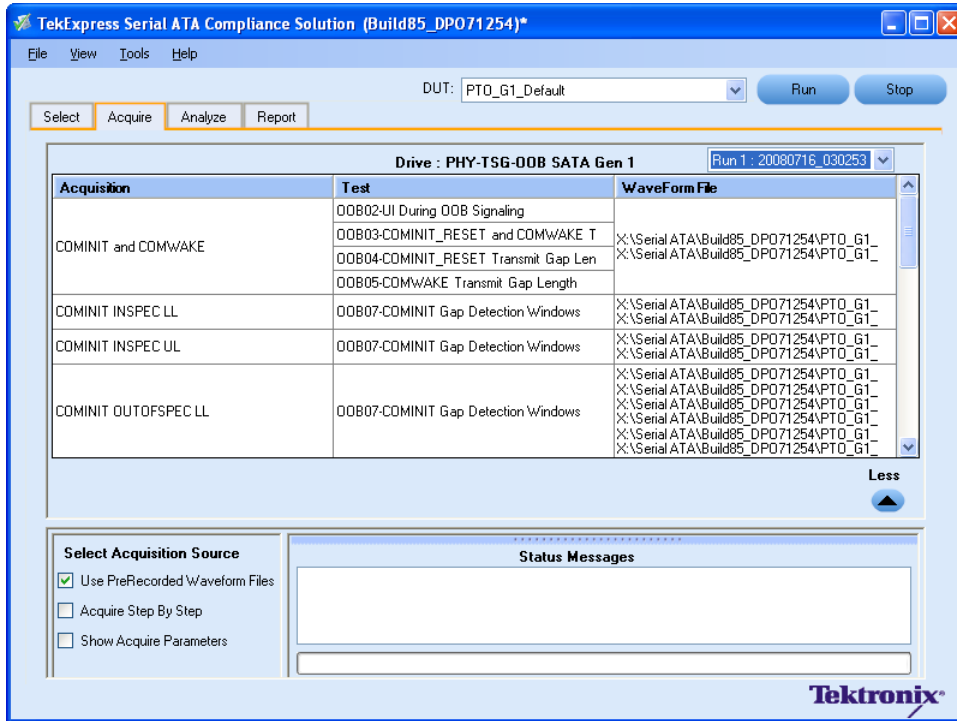 TekExpress Serial ATA Compliance Solution (Build85_DPO71254)*
File View Tools Help
DUT: PTO_G1_Default Run Stop
Select Acquire Analyze Report
Drive : PHY-TSG-OOB SATA Gen 1 Run 1 : 20080716_030253
Acquisition Test WaveForm File
COMINIT and COMWAKE
OOB02-UI During OOB Signaling
OOB03-COMINIT_RESET and COMWAKE T
OOB04-COMINIT_RESET Transmit Gap Len
OOB05-COMWAKE Transmit Gap Length
X:\Serial ATA\Build85_DPO71254\PTO_G1_
X:\Serial ATA\Build85_DPO71254\PTO_G1_
COMINIT INSPEC LL
OOB07-COMINIT Gap Detection Windows
X:\Serial ATA\Build85_DPO71254\PTO_G1_
X:\Serial ATA\Build85_DPO71254\PTO_G1_
COMINIT INSPEC UL
OOB07-COMINIT Gap Detection Windows
X:\Serial ATA\Build85_DPO71254\PTO_G1_
X:\Serial ATA\Build85_DPO71254\PTO_G1_
COMINIT OUTOFSPEC LL
OOB07-COMINIT Gap Detection Windows
X:\Serial ATA\Build85_DPO71254\PTO_G1_
X:\Serial ATA\Build85_DPO71254\PTO_G1_
X:\Serial ATA\Build85_DPO71254\PTO_G1_
X:\Serial ATA\Build85_DPO71254\PTO_G1_
X:\Serial ATA\Build85_DPO71254\PTO_G1_
X:\Serial ATA\Build85_DPO71254\PTO_G1_
Less
Select Acquisition Source
Use PreRecorded Waveform Files
Acquire Step By Step
Show Acquire Parameters
Status Messages
Tektronix